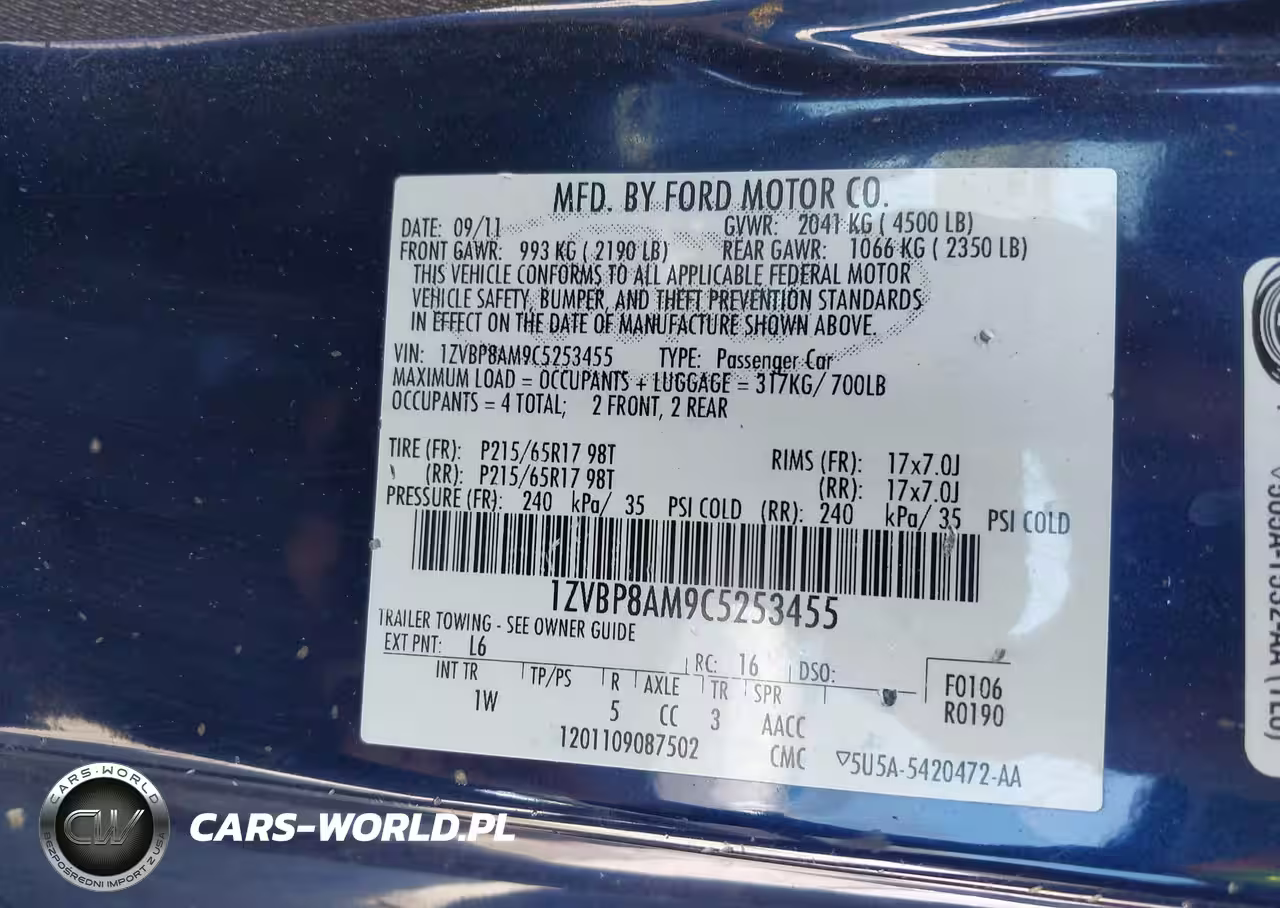 MFD. BY FORD MOTOR CO.
DATE: 09/11 GVWR: 2041 KG ( 4500 LB)
FRONT GAWR: 993 KG ( 2190 LB) REAR GAWR: 1066 KG ( 2350 LB)
THIS VEHICLE CONFORMS TO ALL APPLICABLE FEDERAL MOTOR
VEHICLE SAFETY, BUMPER, AND THEFT PREVENTION STANDARDS
IN EFFECT ON THE DATE OF MANUFACTURE SHOWN ABOVE.
VIN: 1ZVBP8AM9C5253455 TYPE: Passenger Car
MAXIMUM LOAD = OCCUPANTS + LUGGAGE = 317KG/ 700LB
OCCUPANTS = 4 TOTAL; 2 FRONT, 2 REAR
TIRE (FR): P215/65R17 98T RIMS (FR): 17x7.0J
(RR): P215/65R17 98T (RR): 17x7.0J
PRESSURE (FR): 240 kPa/ 35 PSI COLD (RR): 240 kPa/ 35 PSI COLD
1ZVBP8AM9C5253455
TRAILER TOWING - SEE OWNER GUIDE
EXT PNT: L6 RC: 16 DSO:
INT TR TP/PS R AXLE TR SPR F0106
1W 5 CC 3 AACC R0190
1201109087502 CMC ▽5U5A-5420472-AA
CARS-WORLD
CW
BEZPOŚREDNI IMPORT Z USA
CARS-WORLD.PL